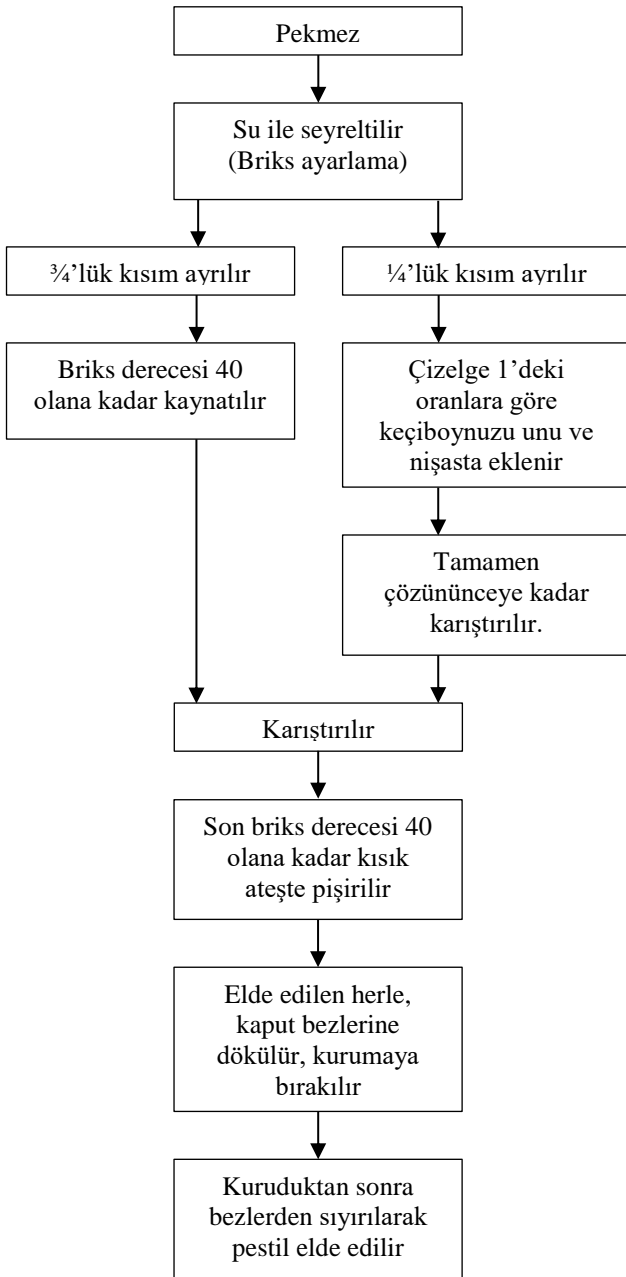 Pekmez
Su ile seyreltilir
(Briks ayarlama)
¾’lük kısım ayrılır
¼’lük kısım ayrılır
Briks derecesi 40
olana kadar kaynatılır
Çizelge 1’deki
oranlara göre
keçiboynuzu unu ve
nişasta eklenir
Tamamen
çözününceye kadar
karıştırılır.
Karıştırılır
Son briks derecesi 40
olana kadar kısık
ateşte pişirilir
Elde edilen herle,
kaput bezlerine
dökülür, kurumaya
bırakılır
Kuruduktan sonra
bezlerden sıyırılarak
pestil elde edilir